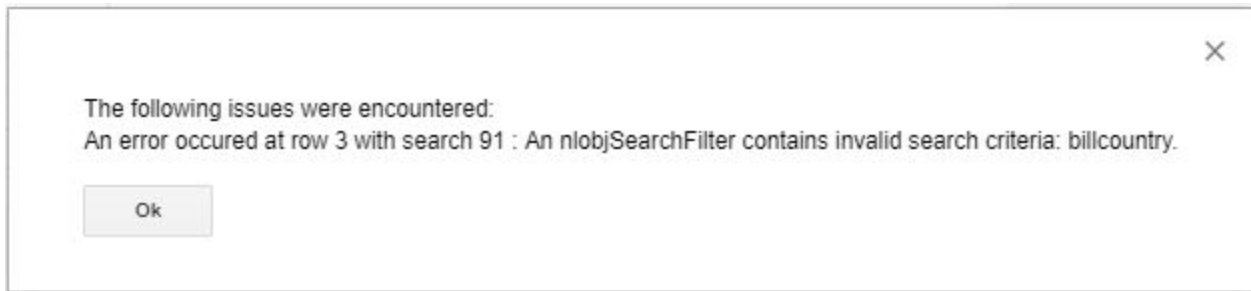 The following issues were encountered:
An error occured at row 3 with search 91 : An nlobjSearchFilter contains invalid search criteria: billcountry.
Ok